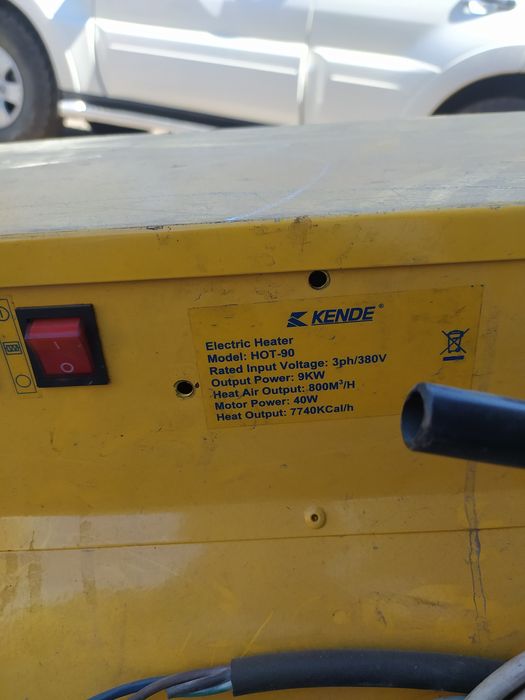 KENDE®
Electric Heater
Model: HOT-90
Rated Input Voltage: 3ph/380V
Output Power: 9KW
Heat Air Output: 800M³/H
Motor Power: 40W
Heat Output: 7740KCal/h